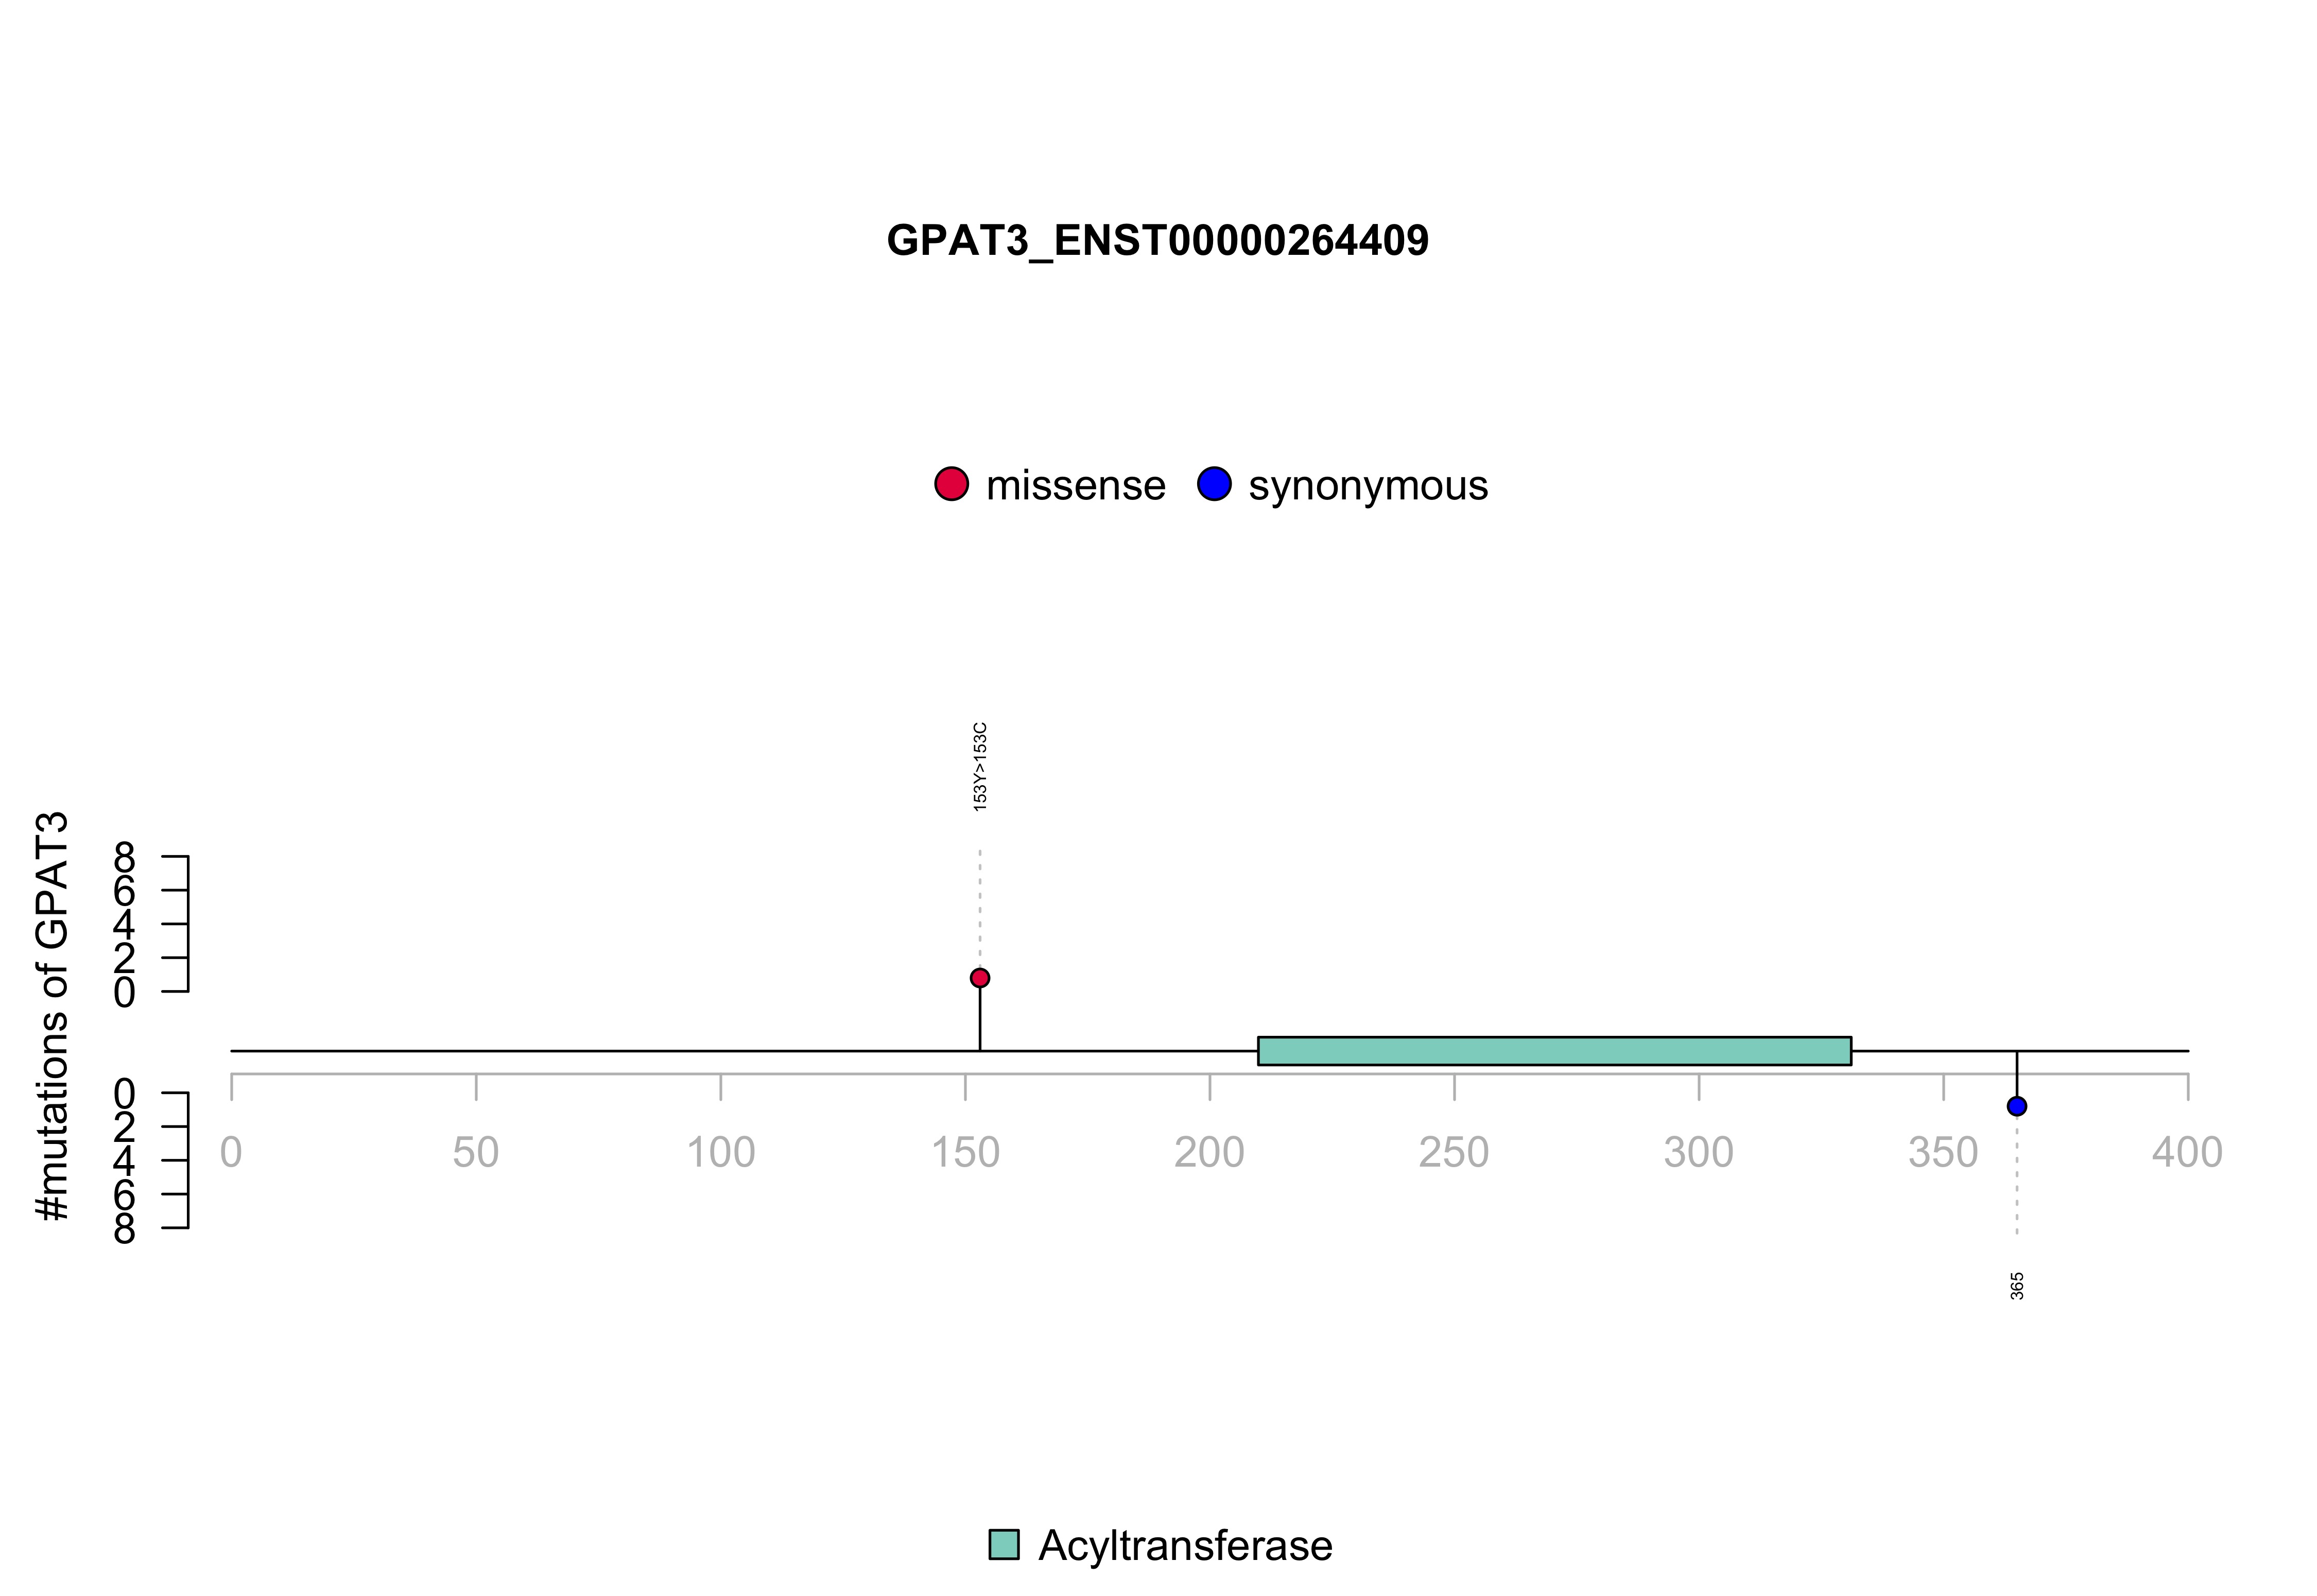 GPAT3_ENST00000264409
missense synonymous
153Y>153C
#mutations of GPAT3
8
6
4
2
0
0
2
4
6
8
0 50 100 150 200 250 300 350 400
365
Acyltransferase